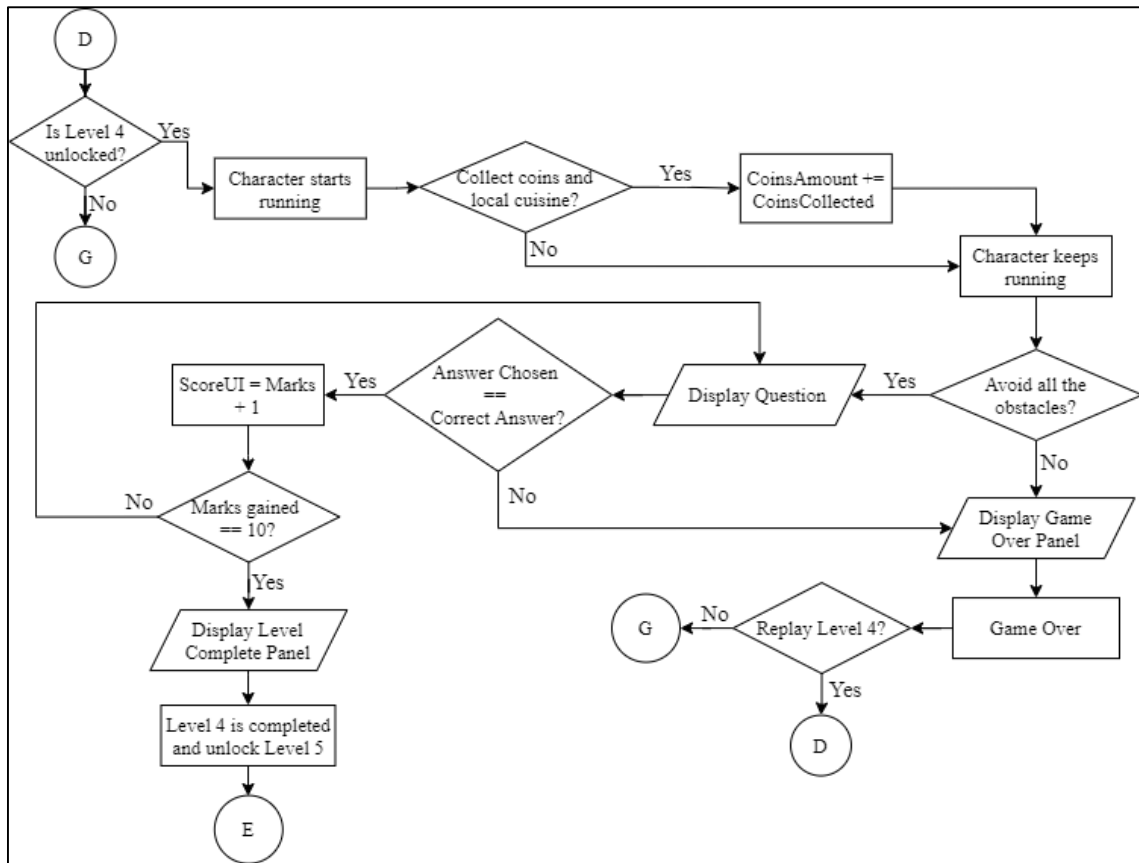 D
Is Level 4
unlocked?
Yes
No
G
Character starts
running
Collect coins and
local cuisine?
Yes
No
CoinsAmount +=
CoinsCollected
Character keeps
running
Avoid all the
obstacles?
Yes
No
Display Question
Answer Chosen
==
Correct Answer?
Yes
No
ScoreUI = Marks
+ 1
Marks gained
== 10?
No
Yes
Display Level
Complete Panel
Level 4 is completed
and unlock Level 5
E
Display Game
Over Panel
Game Over
Replay Level 4?
No
G
Yes
D